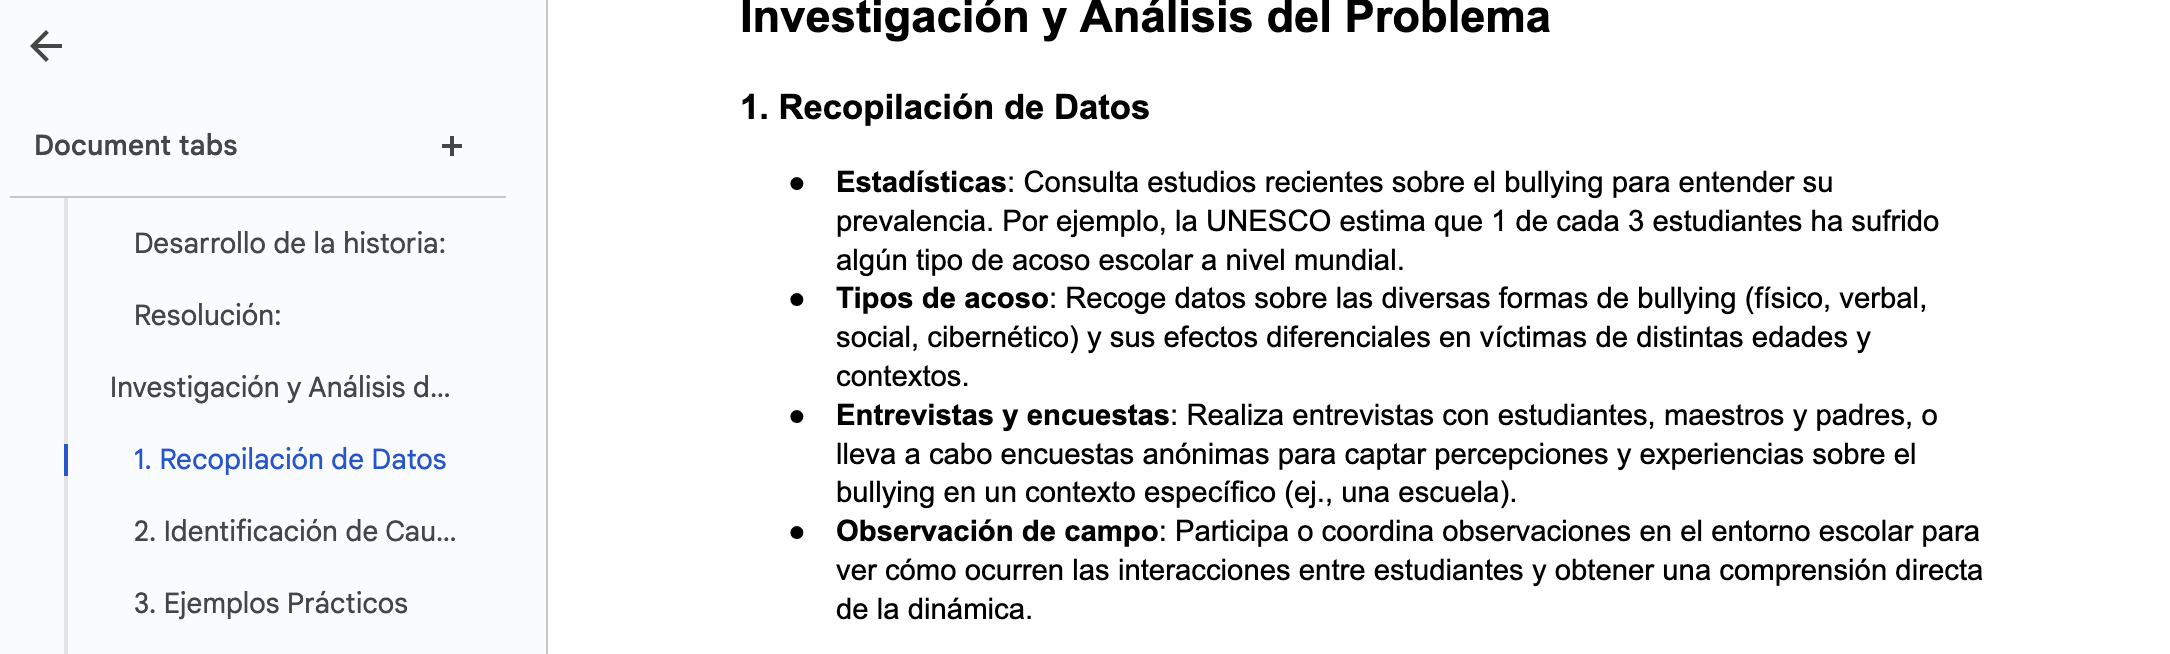 Document tabs
+
Desarrollo de la historia:
Resolución:
Investigación y Análisis d...
1. Recopilación de Datos
2. Identificación de Cau...
3. Ejemplos Prácticos
Investigación y Análisis del Problema
1. Recopilación de Datos
● Estadísticas: Consulta estudios recientes sobre el bullying para entender su
prevalencia. Por ejemplo, la UNESCO estima que 1 de cada 3 estudiantes ha sufrido
algún tipo de acoso escolar a nivel mundial.
● Tipos de acoso: Recoge datos sobre las diversas formas de bullying (físico, verbal,
social, cibernético) y sus efectos diferenciales en víctimas de distintas edades y
contextos.
● Entrevistas y encuestas: Realiza entrevistas con estudiantes, maestros y padres, o
lleva a cabo encuestas anónimas para captar percepciones y experiencias sobre el
bullying en un contexto específico (ej., una escuela).
● Observación de campo: Participa o coordina observaciones en el entorno escolar para
ver cómo ocurren las interacciones entre estudiantes y obtener una comprensión directa
de la dinámica.